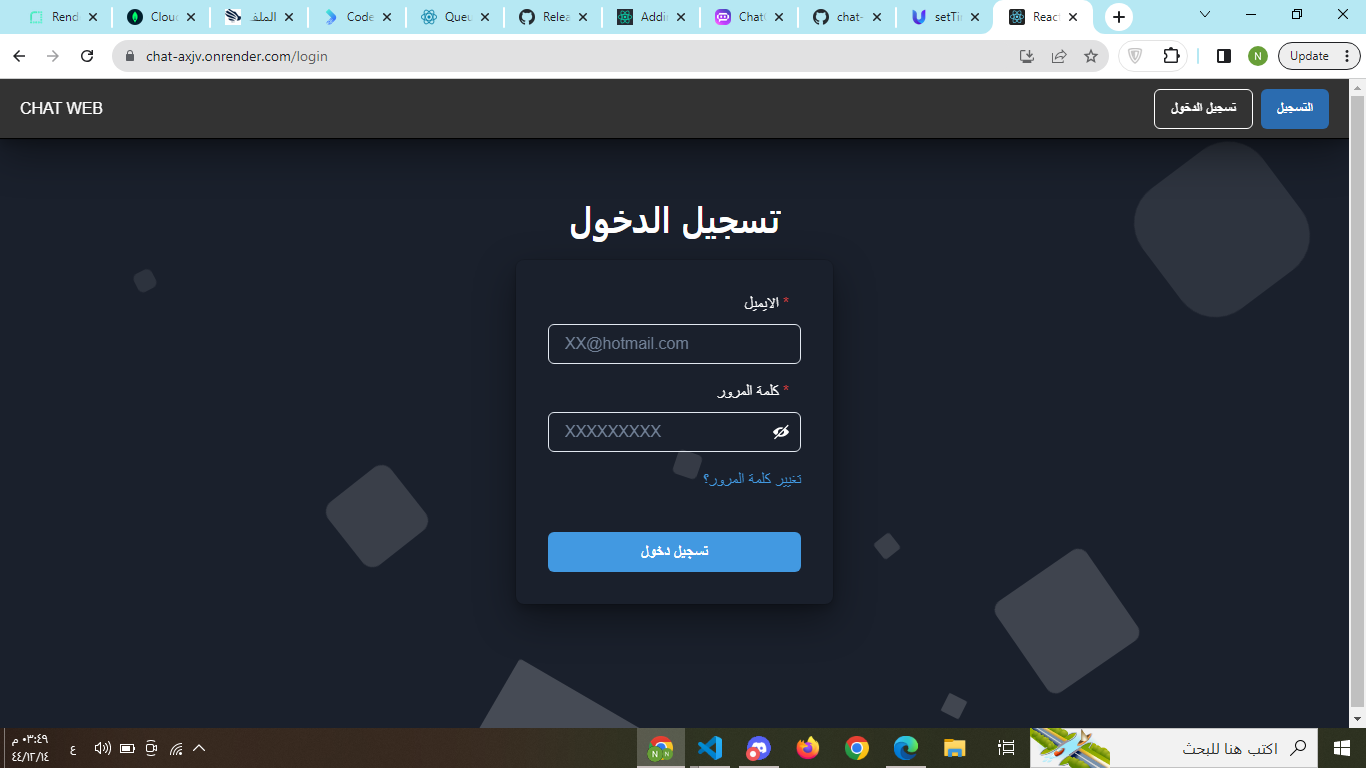 Rend
Cloud
الملف
Code
Queu
Relea
Addin
Chat
chat-
setTi
React
chat-axjv.onrender.com/login
N
Update
CHAT WEB
تسجيل الدخول
التسجيل
تسجيل الدخول
* الايميل
XX@hotmail.com
* كلمة المرور
XXXXXXXXX
تغيير كلمة المرور؟
تسجيل دخول
٠٣:٤٩ م
٤٤/١٢/١٤
ع
N N
اكتب هنا للبحث